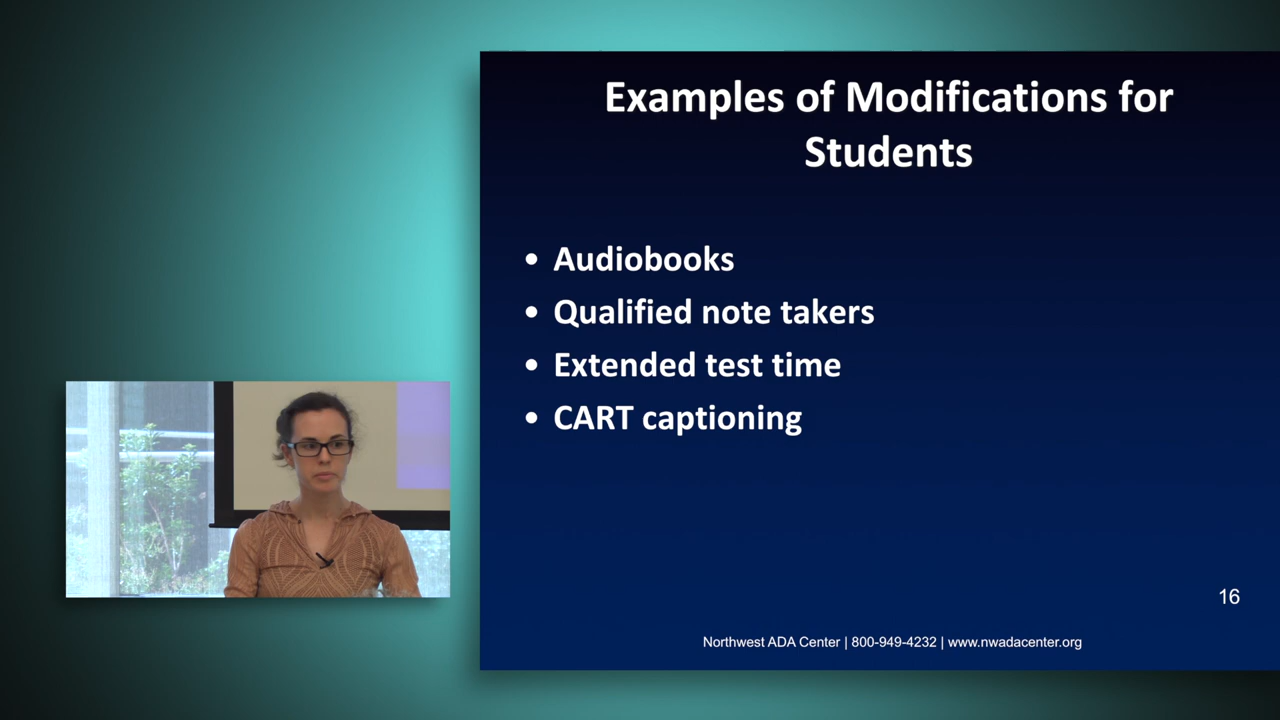 Examples of Modifications for
Students
• Audiobooks
• Qualified note takers
• Extended test time
• CART captioning
16
Northwest ADA Center | 800-949-4232 | www.nwadacenter.org